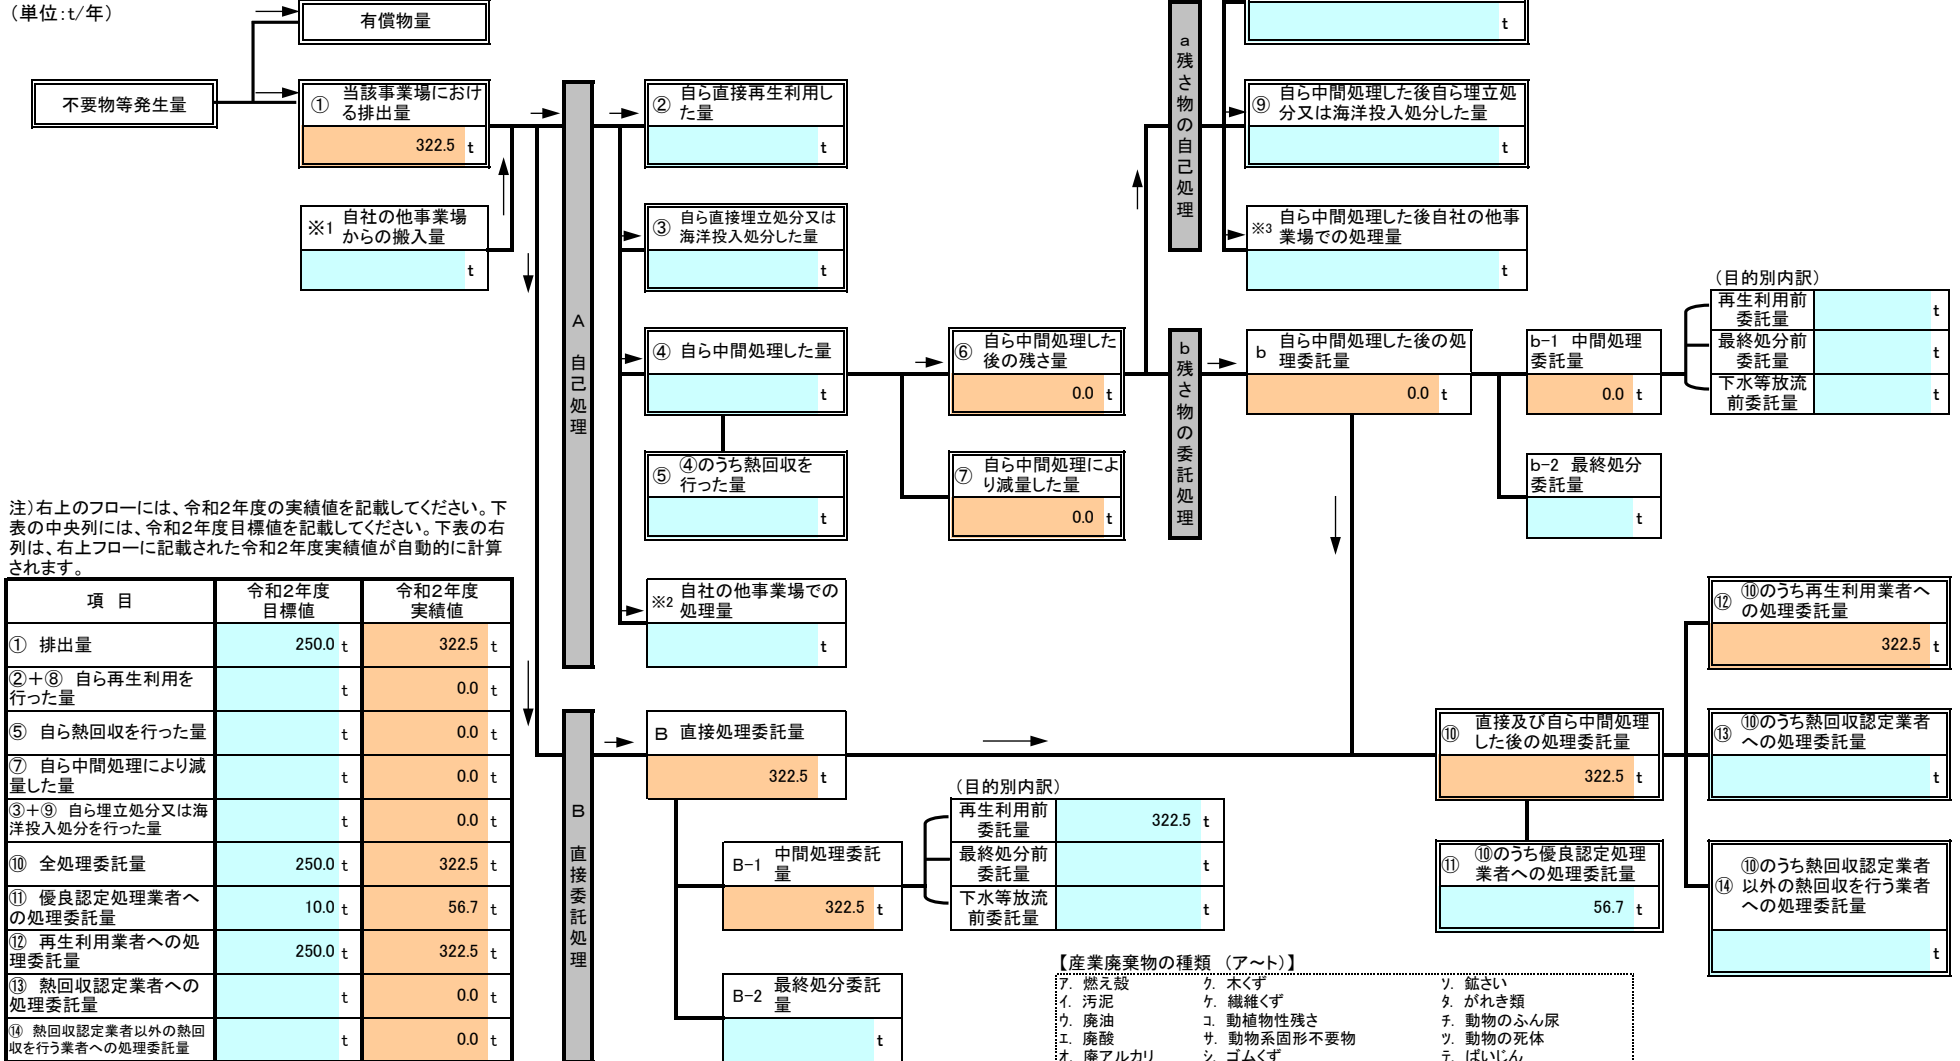 （単位:t/年）
有償物量
不要物等発生量
① 当該事業場におけ
る排出量
322.5 t
※1 自社の他事業場
からの搬入量
t
A 自己処理
② 自ら直接再生利用し
た量
t
③ 自ら直接埋立処分又は
海洋投入処分した量
t
④ 自ら中間処理した量
t
⑤ ④のうち熱回収を
行った量
t
※2 自社の他事業場での
処理量
t
⑥ 自ら中間処理した
後の残さ量
0.0 t
⑦ 自ら中間処理によ
り減量した量
0.0 t
a残さ物の自己処理
t
⑨ 自ら中間処理した後自ら埋立処
分又は海洋投入処分した量
t
※3 自ら中間処理した後自社の他事
業場での処理量
t
b残さ物の委託処理
b 自ら中間処理した後の処
理委託量
0.0 t
b-1 中間処理
委託量
0.0 t
b-2 最終処分
委託量
t
（目的別内訳）
再生利用前
委託量
t
最終処分前
委託量
t
下水等放流
前委託量
t
注）右上のフローには、令和２年度の実績値を記載してください。下
表の中央列には、令和２年度目標値を記載してください。下表の右
列は、右上フローに記載された令和２年度実績値が自動的に計算
されます。
項 目 令和２年度
目標値 令和２年度
実績値
① 排出量 250.0 t 322.5 t
②＋⑧ 自ら再生利用を
行った量 t 0.0 t
⑤ 自ら熱回収を行った量 t 0.0 t
⑦ 自ら中間処理により減
量した量 t 0.0 t
③＋⑨ 自ら埋立処分又は海
洋投入処分を行った量 t 0.0 t
⑩ 全処理委託量 250.0 t 322.5 t
⑪ 優良認定処理業者へ
の処理委託量 10.0 t 56.7 t
⑫ 再生利用業者への処
理委託量 250.0 t 322.5 t
⑬ 熱回収認定業者への
処理委託量 t 0.0 t
⑭ 熱回収認定業者以外の熱回
収を行う業者への処理委託量 t 0.0 t
B 直接委託処理
B 直接処理委託量
322.5 t
B-1 中間処理委託
量
322.5 t
B-2 最終処分委託
量
t
（目的別内訳）
再生利用前
委託量
322.5 t
最終処分前
委託量
t
下水等放流
前委託量
t
⑩ 直接及び自ら中間処理
した後の処理委託量
322.5 t
⑪ ⑩のうち優良認定処理
業者への処理委託量
56.7 t
⑫ ⑩のうち再生利用業者へ
の処理委託量
322.5 t
⑬ ⑩のうち熱回収認定業者
への処理委託量
t
⑭ ⑩のうち熱回収認定業者
以外の熱回収を行う業者
への処理委託量
t
【産業廃棄物の種類 （ア～ト）】
ア. 燃え殻 ク. 木くず ソ. 鉱さい
イ. 汚泥 ケ. 繊維くず タ. がれき類
ウ. 廃油 コ. 動植物性残さ チ. 動物のふん尿
エ. 廃酸 サ. 動物系固形不要物 ツ. 動物の死体
オ. 廃アルカリ シ. ゴムくず テ. ばいじん